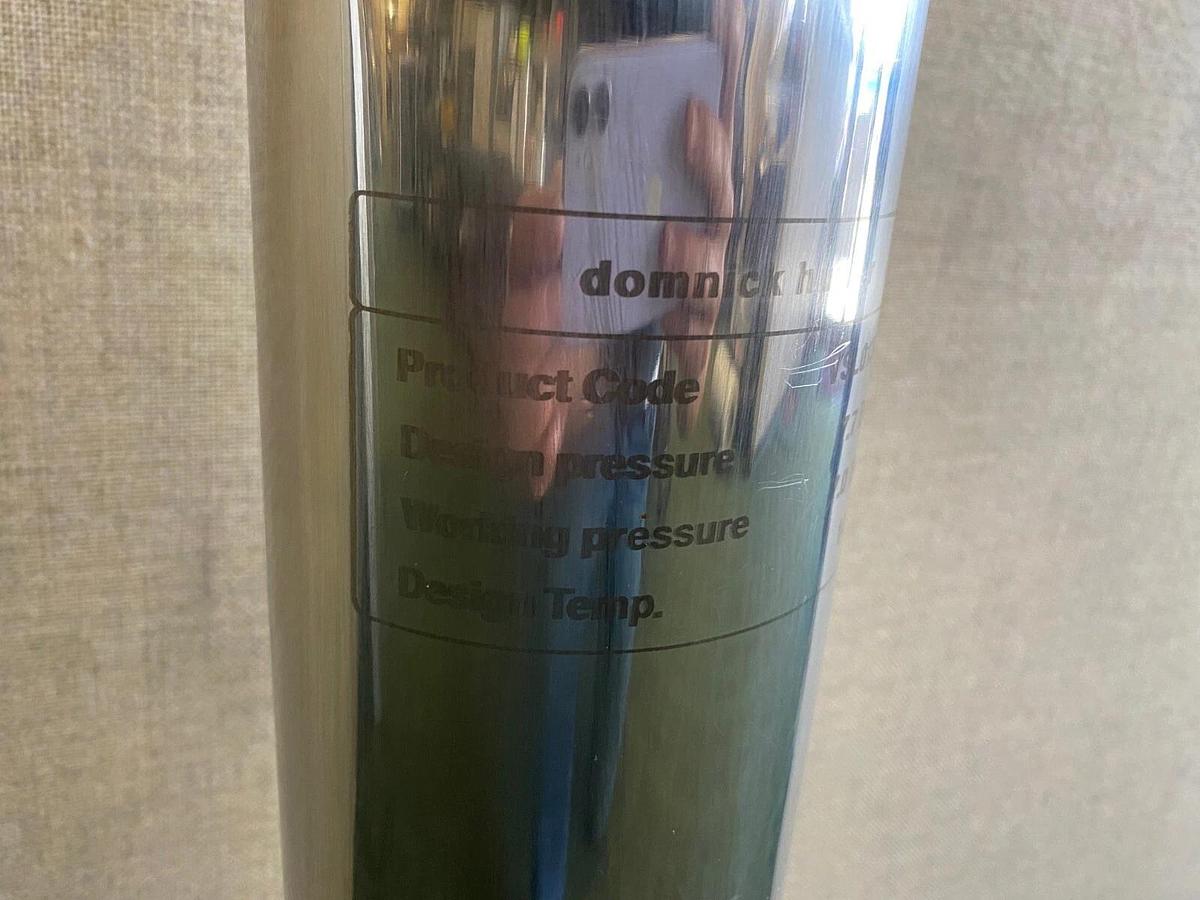 domnick
Product Code
Design pressure
Working pressure
Design Temp.